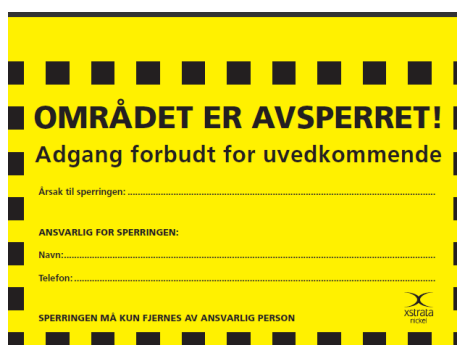 OMRÅDET ER AVSPERRET!
Adgang forbudt for uvedkommende
Årsak til sperringen:
ANSVARLIG FOR SPERRINGEN:
Navn:
Telefon:
SPERRINGEN MÅ KUN FJERNES AV ANSVARLIG PERSON
xstrata
nickel